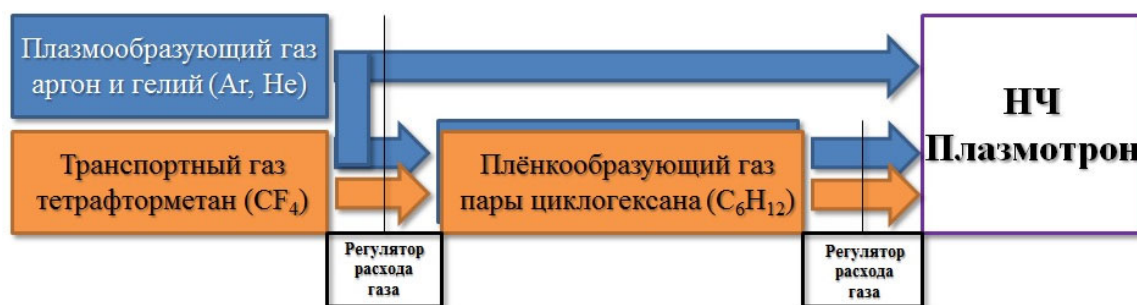 Плазмообразующий газ
аргон и гелий (Ar, He)
Транспортный газ
тетрафторметан (CF₄)
Плёнкообразующий газ
пары циклогексана (C₆H₁₂)
НЧ
Плазмотрон
Регулятор
расхода
газа
Регулятор
расхода
газа